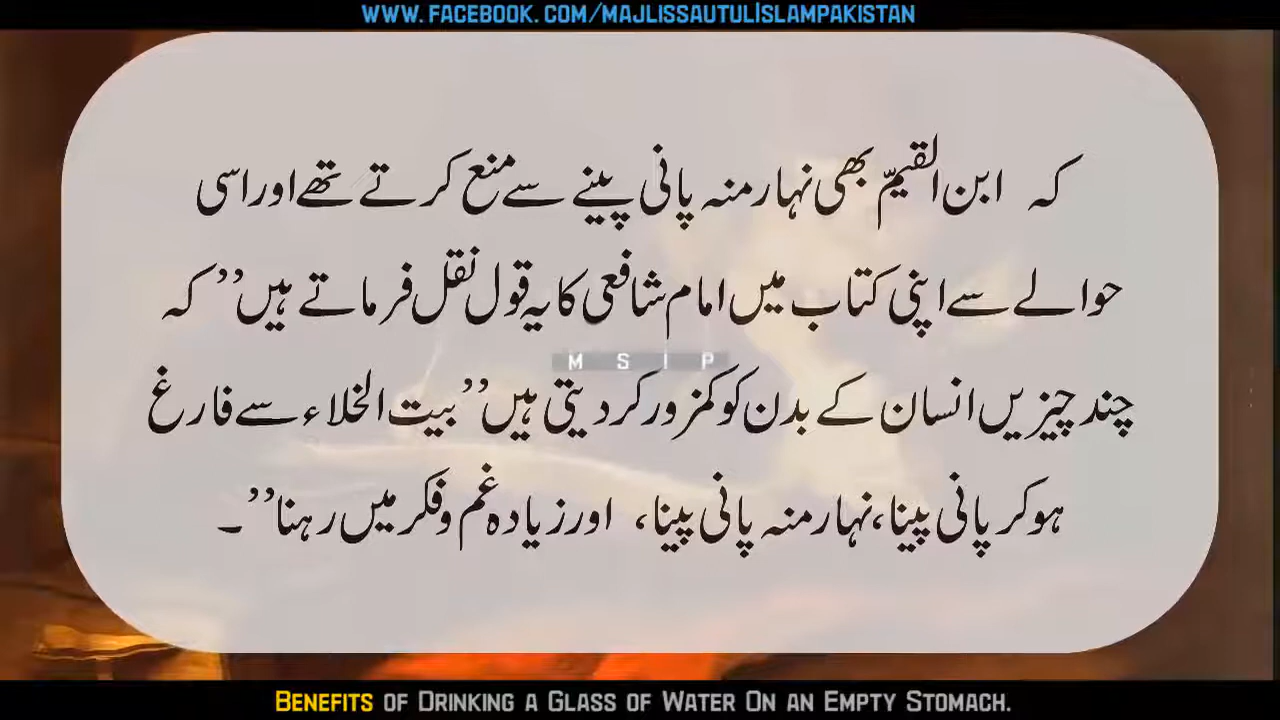 WWW.FACEBOOK.COM/MAJLISSAUTULISLAMPAKISTAN
کہ ابن القیمؒ بھی نہار منہ پانی پینے سے منع کرتے تھے اور اسی
حوالے سے اپنی کتاب میں امام شافعی کا یہ قول نقل فرماتے ہیں’’ کہ
چند چیزیں انسان کے بدن کو کمزور کر دیتی ہیں’’ بیت الخلاء سے فارغ
ہو کر پانی پینا،نہار منہ پانی پینا، اور زیادہ غم و فکر میں رہنا’’۔
M S I P
BENEFITS OF DRINKING A GLASS OF WATER ON AN EMPTY STOMACH.